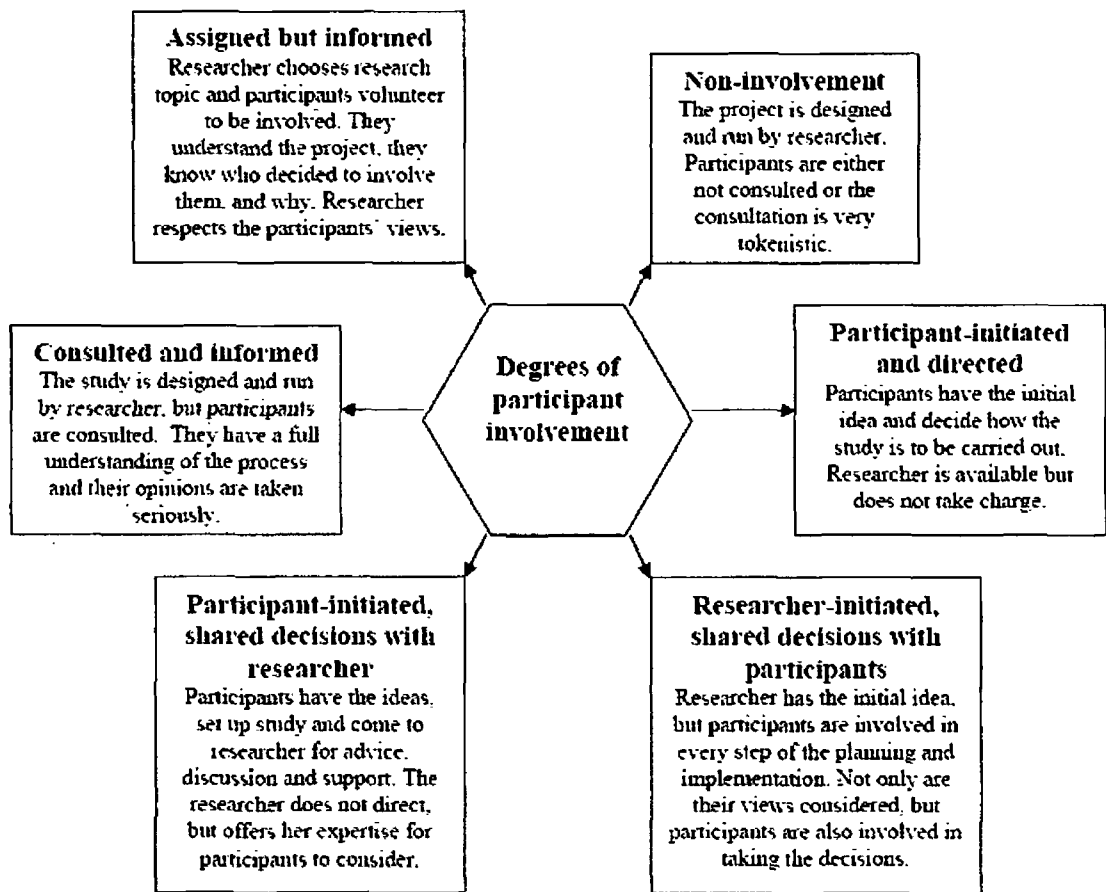 Assigned but informed
Researcher chooses research
topic and participants volunteer
to be involved. They
understand the project, they
know who decided to involve
them, and why. Researcher
respects the participants' views.
Non-involvement
The project is designed
and run by researcher.
Participants are either
not consulted or the
consultation is very
tokenistic.
Consulted and informed
The study is designed and run
by researcher, but participants
are consulted. They have a full
understanding of the process
and their opinions are taken
seriously.
Degrees of
participant
involvement
Participant-initiated
and directed
Participants have the initial
idea and decide how the
study is to be carried out.
Researcher is available but
does not take charge.
Participant-initiated,
shared decisions with
researcher
Participants have the ideas,
set up study and come to
researcher for advice,
discussion and support. The
researcher does not direct,
but offers her expertise for
participants to consider.
Researcher-initiated,
shared decisions with
participants
Researcher has the initial idea,
but participants are involved in
every step of the planning and
implementation. Not only are
their views considered, but
participants are also involved in
taking the decisions.